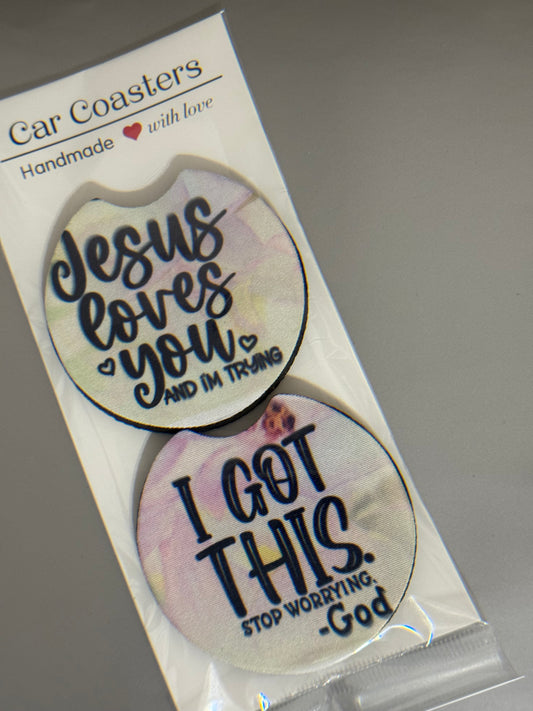 Car Coasters
Handmade ❤ with love
Jesus
loves
you
AND I'M TRYING
I GOT
THIS.
STOP WORRYING.
-God